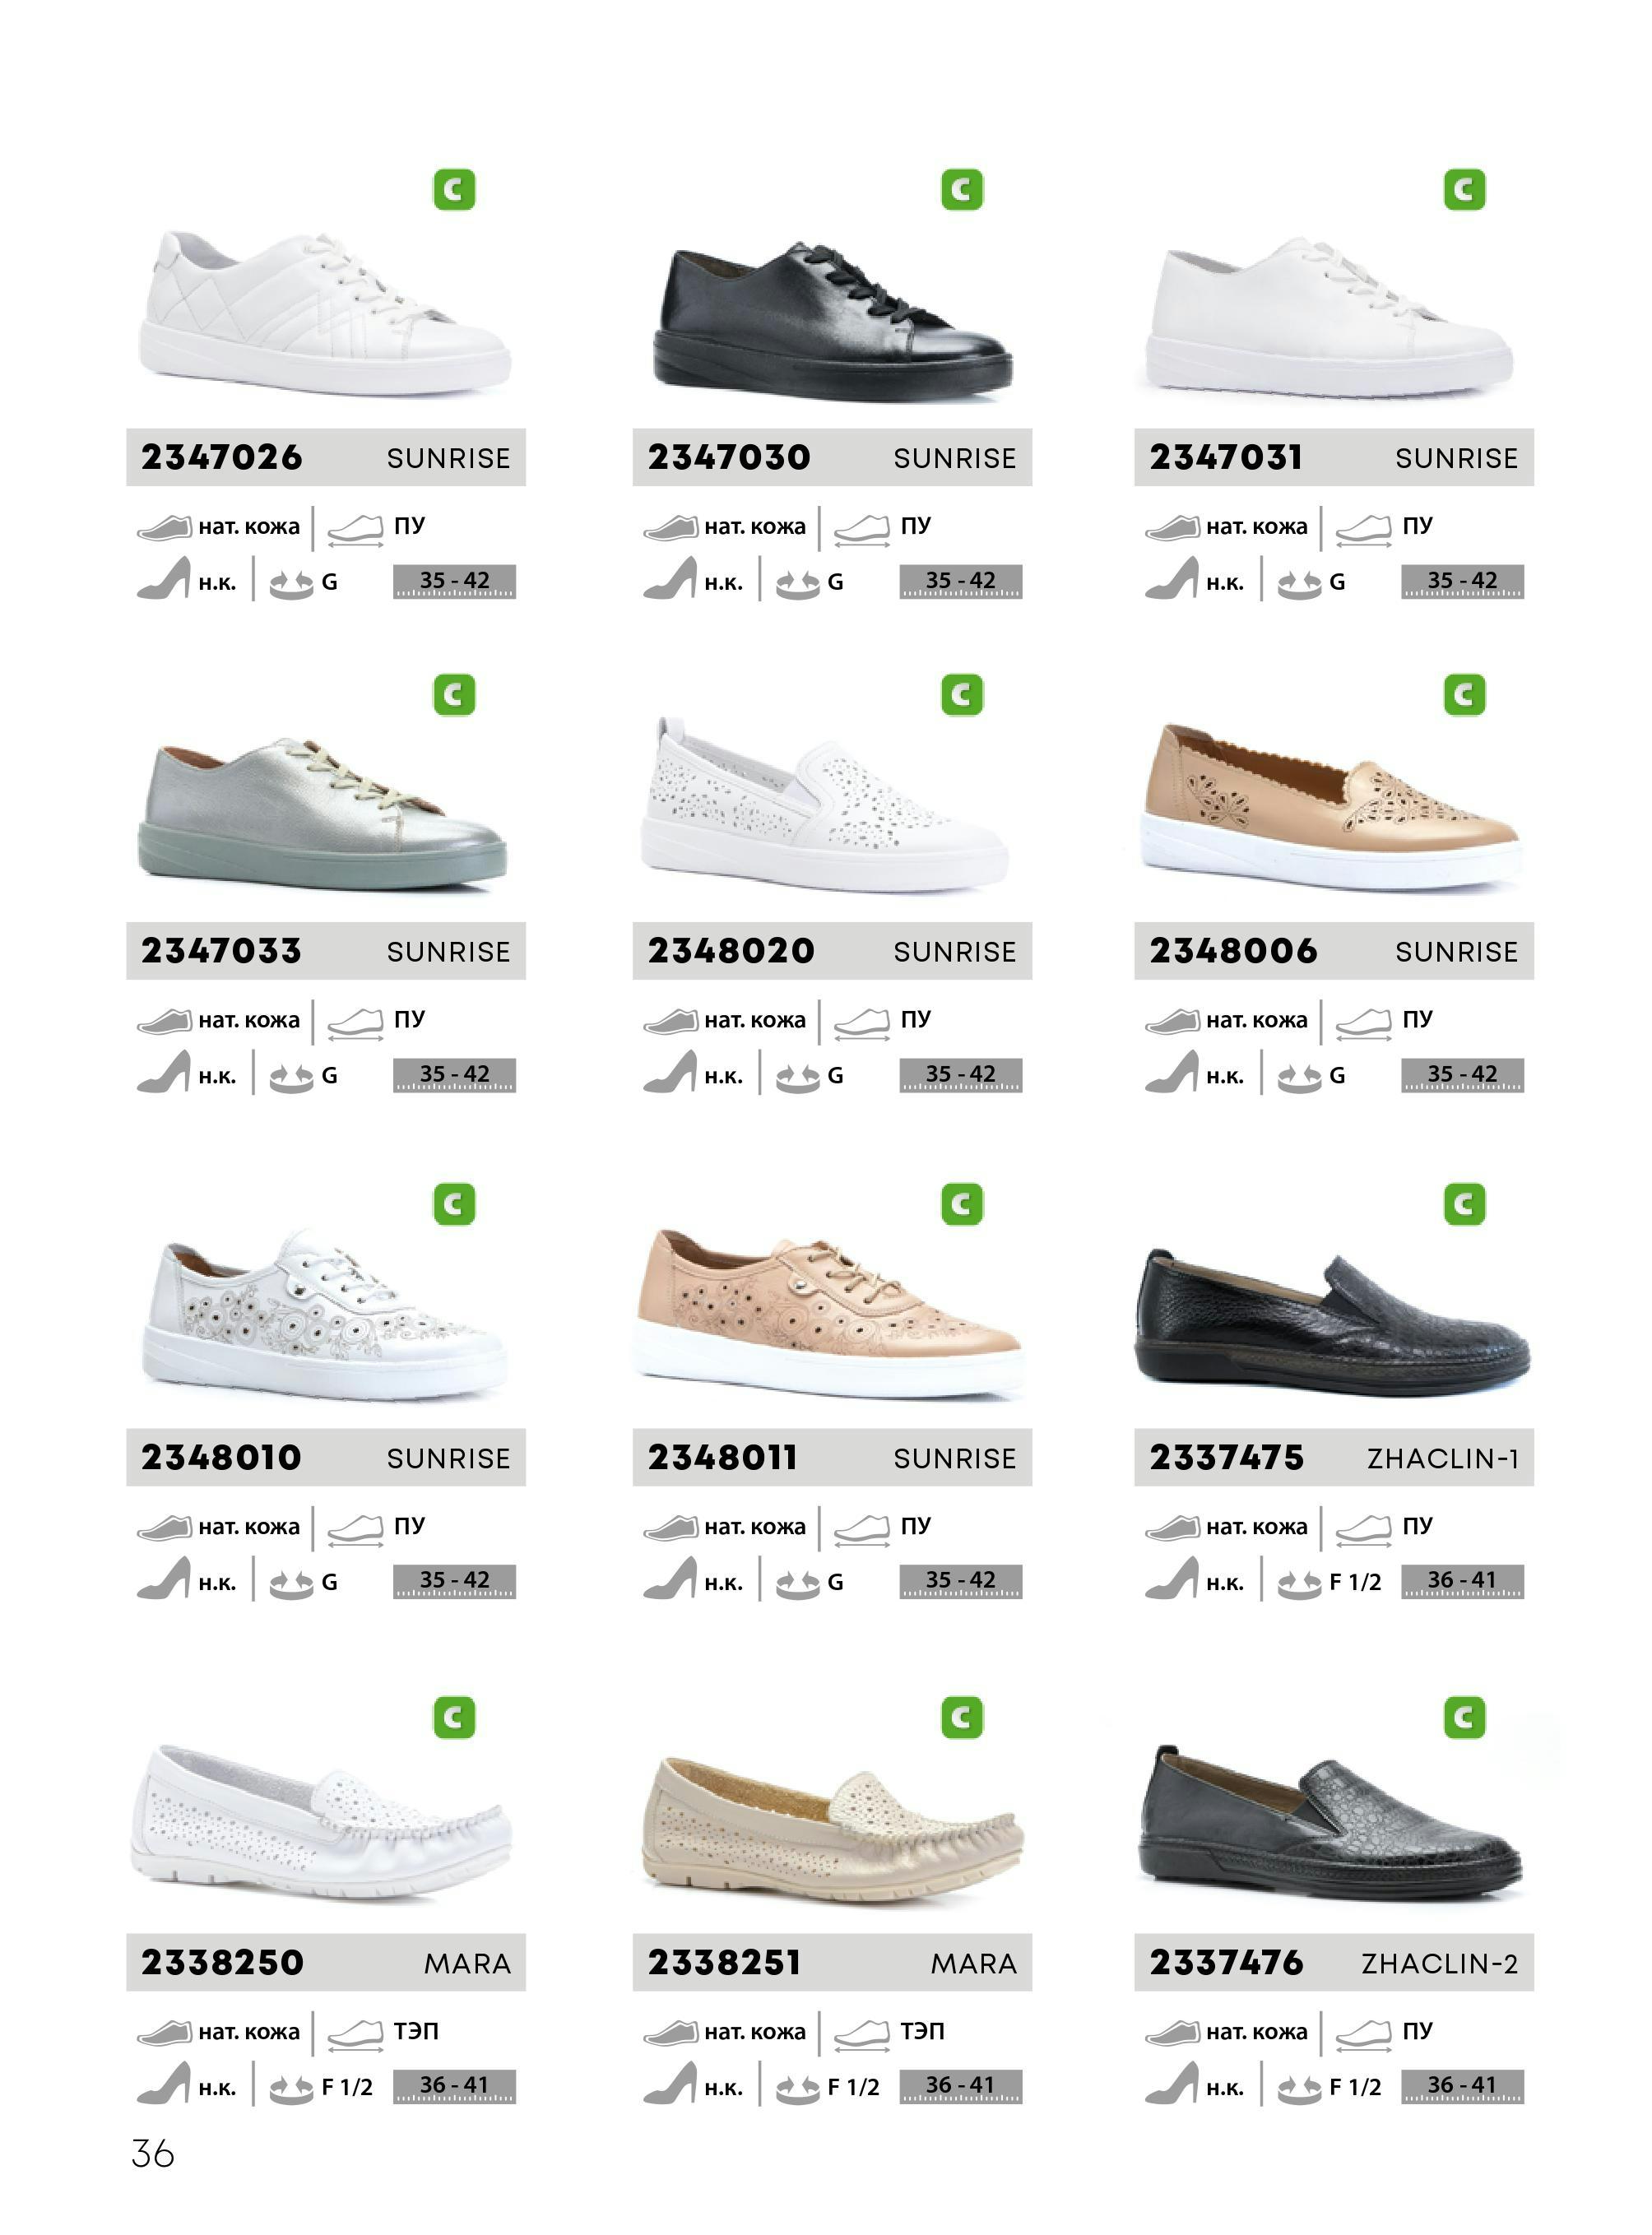 C C C
2347026 SUNRISE 2347030 SUNRISE 2347031 SUNRISE
нат. кожа ПУ нат. кожа ПУ нат. кожа ПУ
н.к. G 35 - 42 н.к. G 35 - 42 н.к. G 35 - 42
C C C
2347033 SUNRISE 2348020 SUNRISE 2348006 SUNRISE
нат. кожа ПУ нат. кожа ПУ нат. кожа ПУ
н.к. G 35 - 42 н.к. G 35 - 42 н.к. G 35 - 42
C C C
2348010 SUNRISE 2348011 SUNRISE 2337475 ZHACLIN-1
нат. кожа ПУ нат. кожа ПУ нат. кожа ПУ
н.к. G 35 - 42 н.к. G 35 - 42 н.к. F 1/2 36 - 41
C C C
2338250 MARA 2338251 MARA 2337476 ZHACLIN-2
нат. кожа ТЭП нат. кожа ТЭП нат. кожа ПУ
н.к. F 1/2 36 - 41 н.к. F 1/2 36 - 41 н.к. F 1/2 36 - 41
36